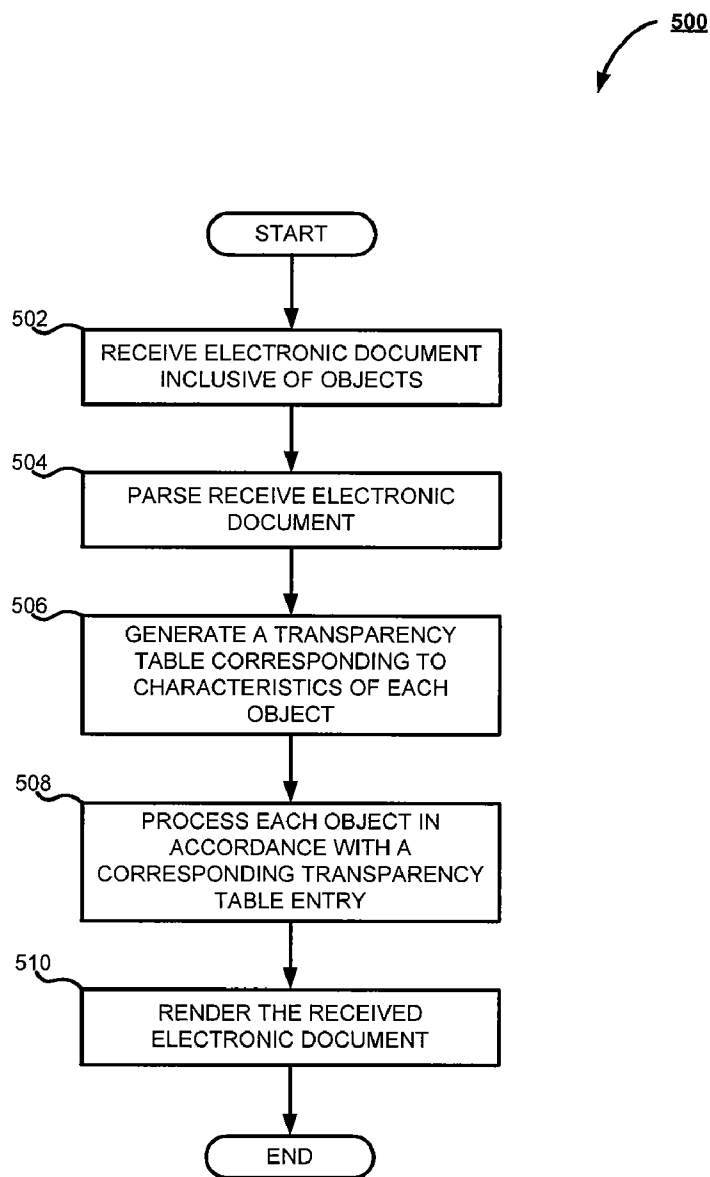 500
START
502
RECEIVE ELECTRONIC DOCUMENT
INCLUSIVE OF OBJECTS
504
PARSE RECEIVE ELECTRONIC
DOCUMENT
506
GENERATE A TRANSPARENCY
TABLE CORRESPONDING TO
CHARACTERISTICS OF EACH
OBJECT
508
PROCESS EACH OBJECT IN
ACCORDANCE WITH A
CORRESPONDING TRANSPARENCY
TABLE ENTRY
510
RENDER THE RECEIVED
ELECTRONIC DOCUMENT
END